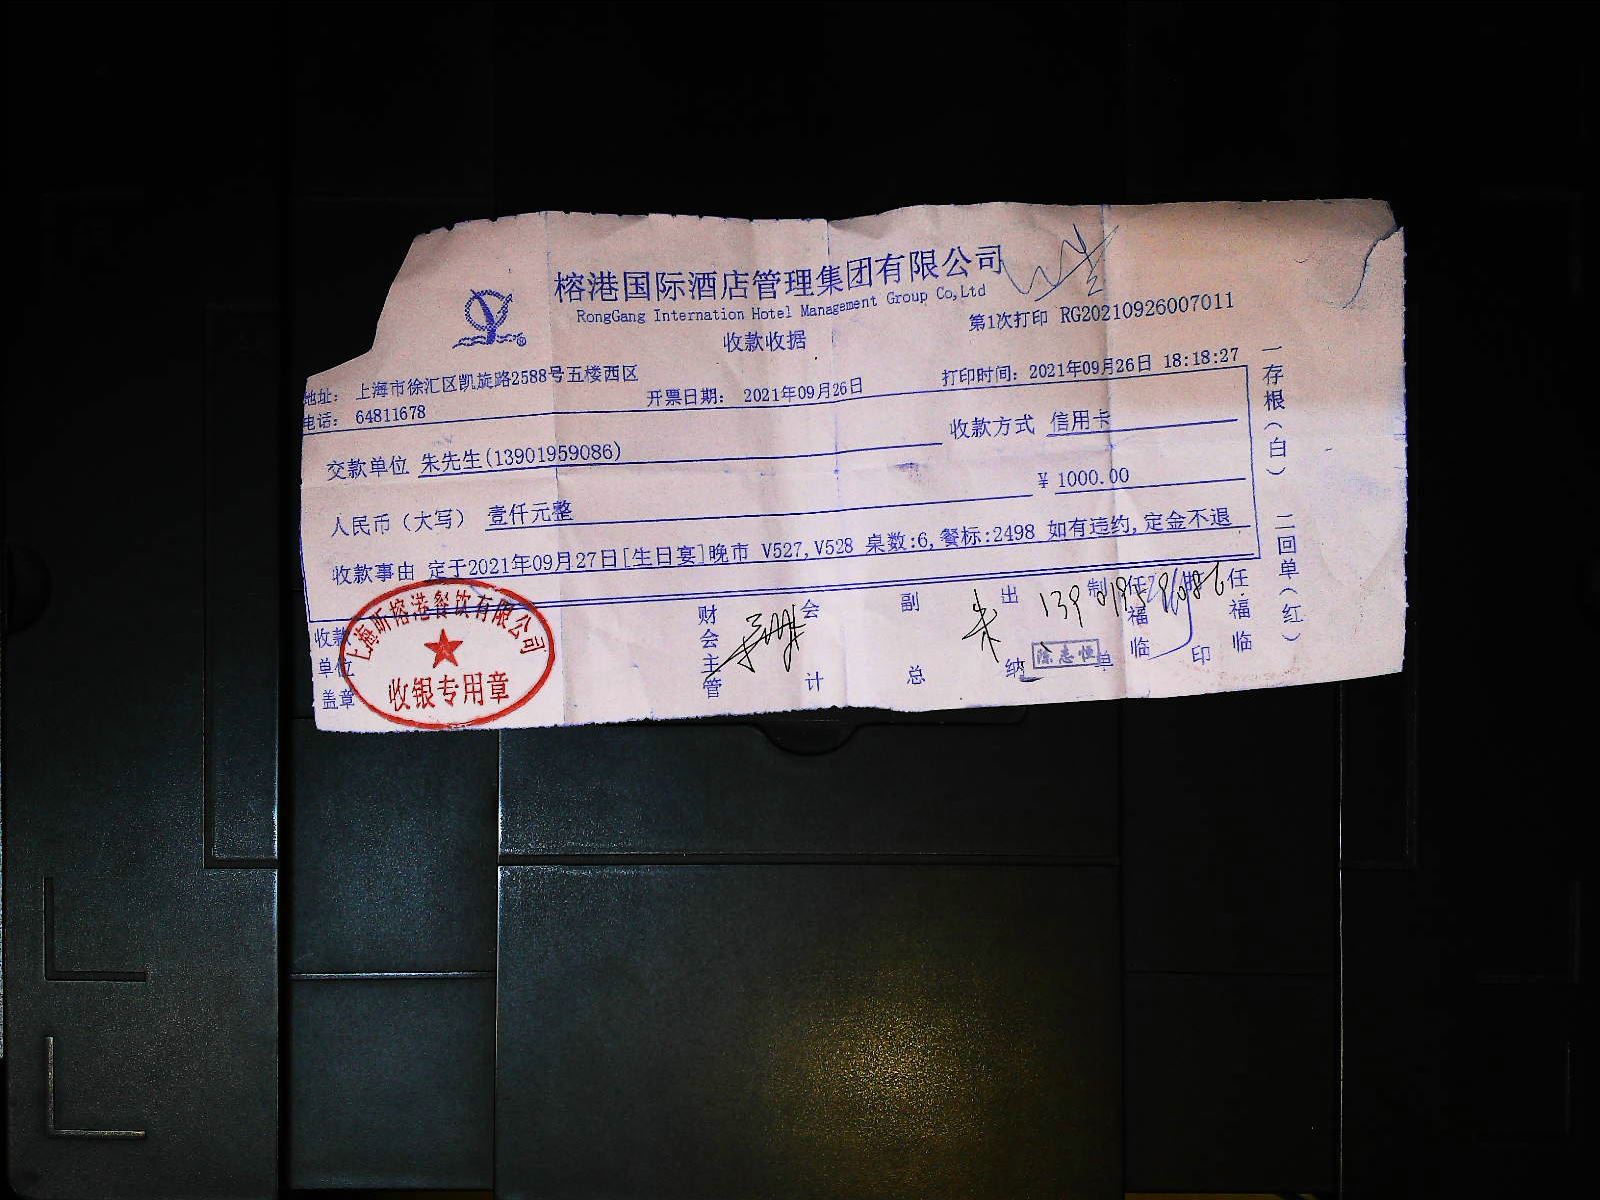 榕港国际酒店管理集团有限公司
RongGang Internation Hotel Management Group Co,Ltd
收款收据
第1次打印 RG20210926007011
地址： 上海市徐汇区凯旋路2588号五楼西区
电话： 64811678
开票日期： 2021年09月26日
打印时间：2021年09月26日 18:18:27
交款单位 朱先生(13901959086)
收款方式 信用卡
人民币（大写） 壹仟元整
¥ 1000.00
收款事由 定于2021年09月27日[生日宴]晚市 V527,V528 桌数:6,餐标:2498 如有违约,定金不退
收款单位盖章
上海昕榕港餐饮有限公司
收银专用章
财会主管
会计
副总
出纳
朱
13901959086
制单
陈志恒
任福临
印
任福临
一存根（白） 二回单（红）